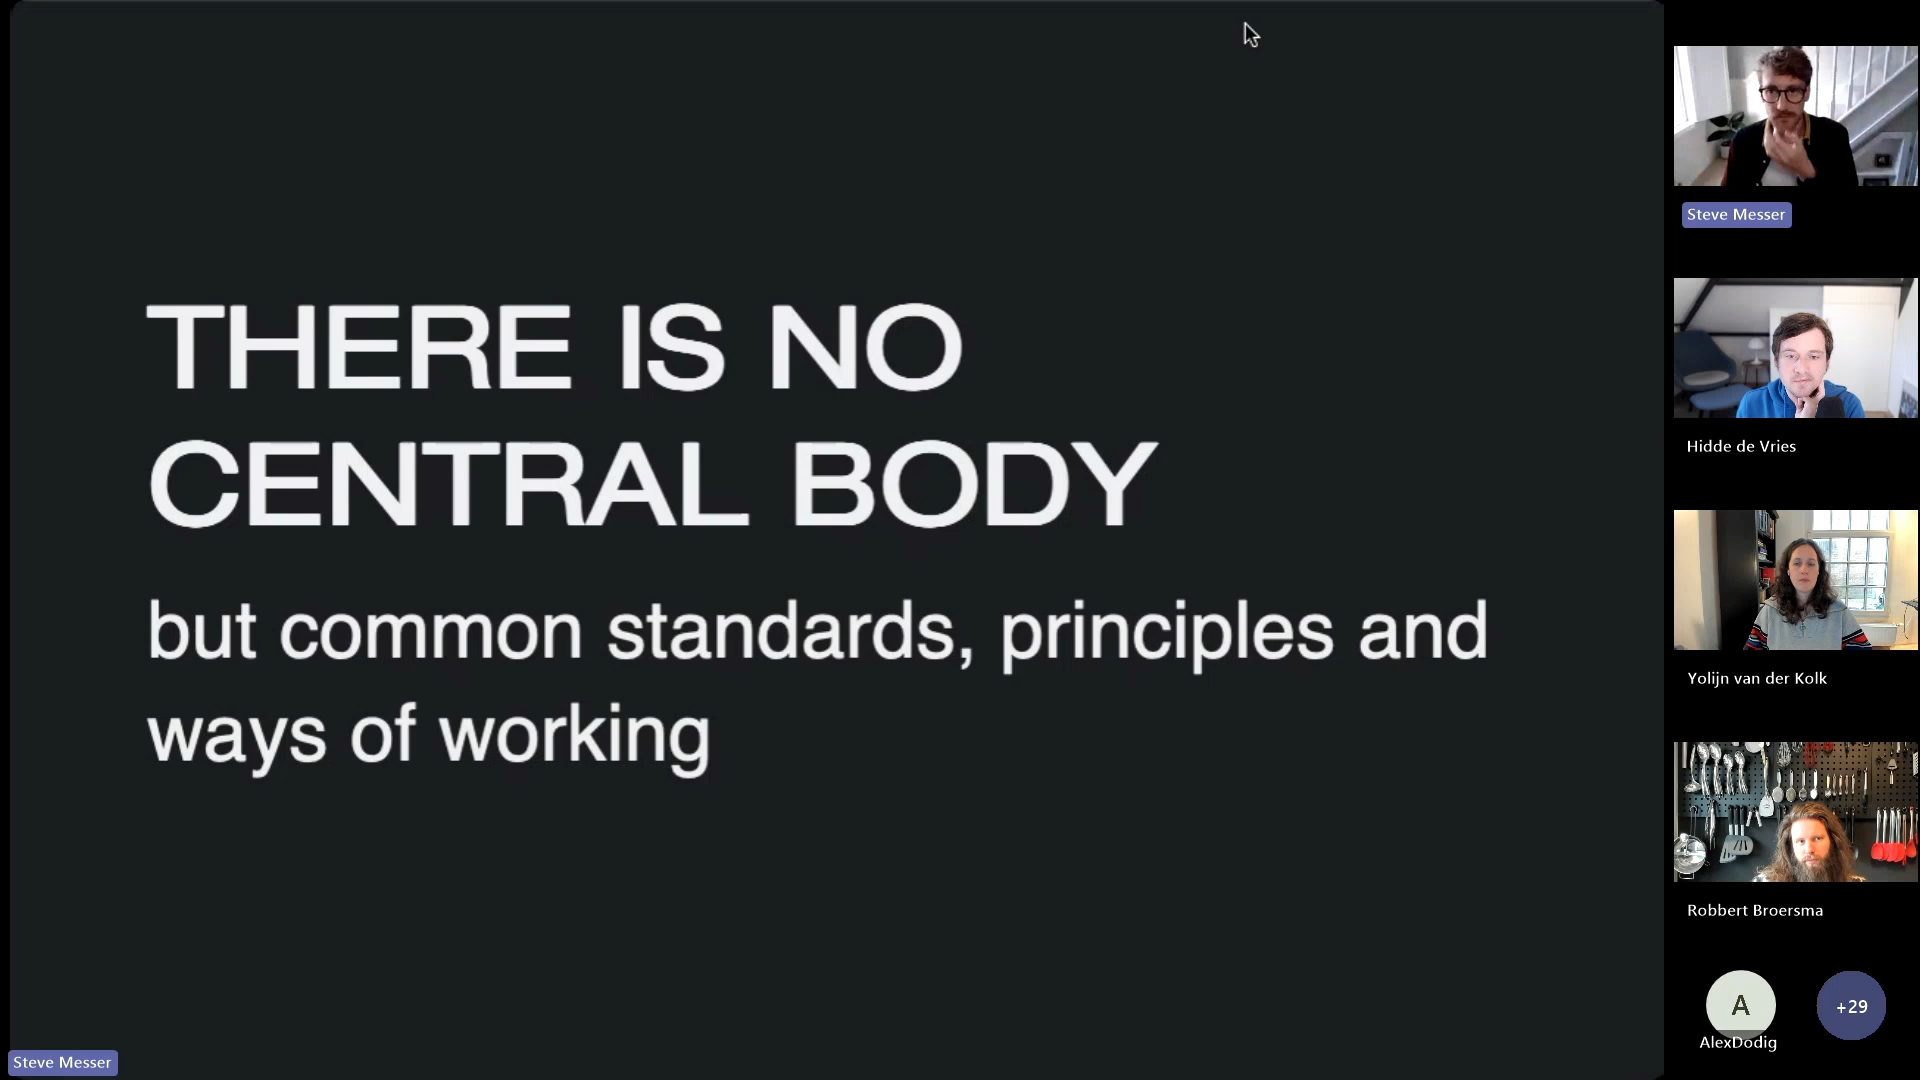 THERE IS NO
CENTRAL BODY
but common standards, principles and
ways of working
Steve Messer
Steve Messer
Hidde de Vries
Yolijn van der Kolk
Robbert Broersma
A
AlexDodig
+29